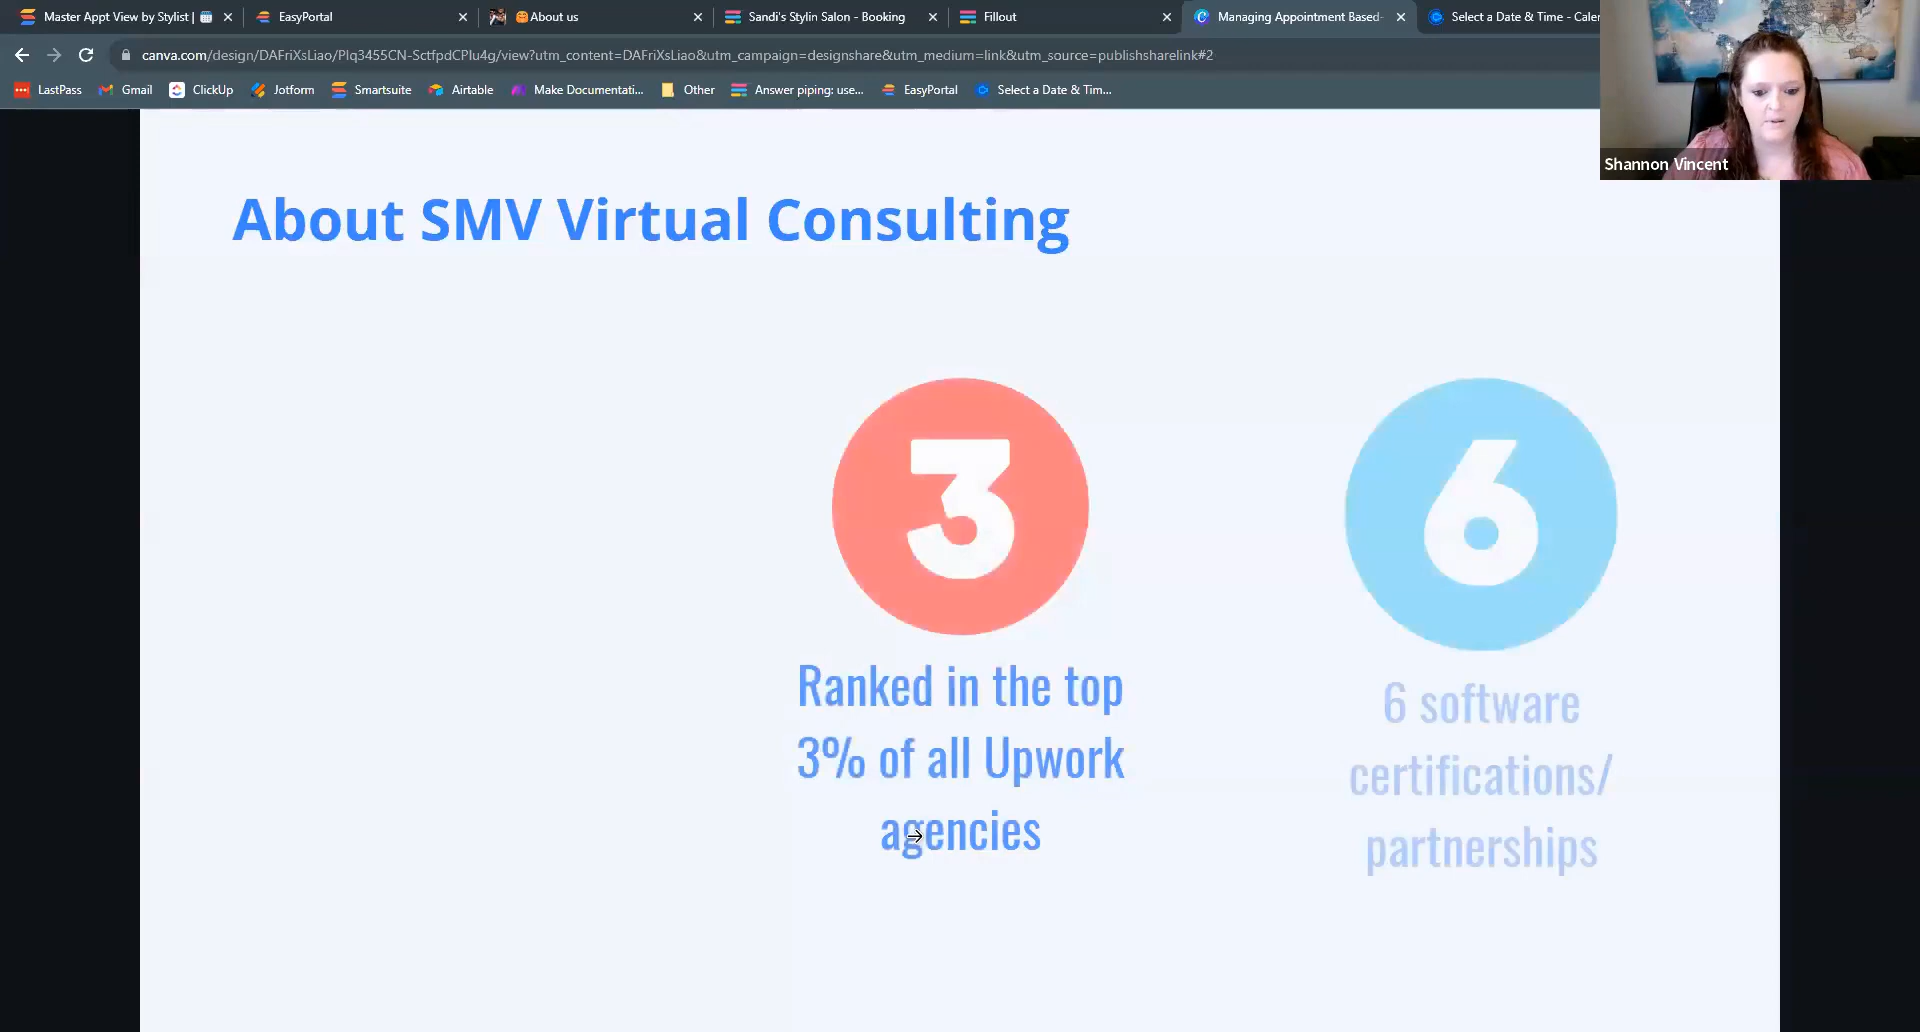 Master Appt View by Stylist |
EasyPortal
About us
Sandi's Stylin Salon - Booking
Fillout
Managing Appointment Based-
Select a Date & Time - Caler
canva.com/design/DAFriXsLiao/PIq3455CN-SctfpdCPIu4g/view?utm_content=DAFriXsLiao&utm_campaign=designshare&utm_medium=link&utm_source=publishsharelink#2
LastPass
Gmail
ClickUp
Jotform
Smartsuite
Airtable
Make Documentati...
Other
Answer piping: use...
EasyPortal
Select a Date & Tim...
Shannon Vincent
About SMV Virtual Consulting
3
Ranked in the top
3% of all Upwork
agencies
6
6 software
certifications/
partnerships